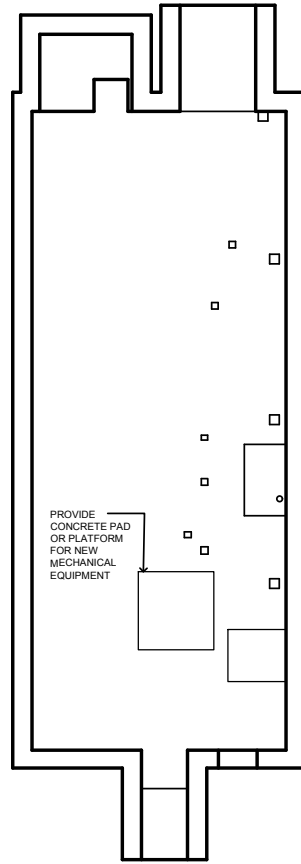 PROVIDE
CONCRETE PAD
OR PLATFORM
FOR NEW
MECHANICAL
EQUIPMENT